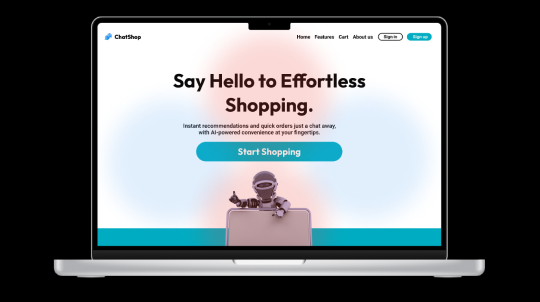 ChatShop
Home Features Cart About us Sign in Sign up
Say Hello to Effortless
Shopping.
Instant recommendations and quick orders just a chat away,
with AI-powered convenience at your fingertips.
Start Shopping